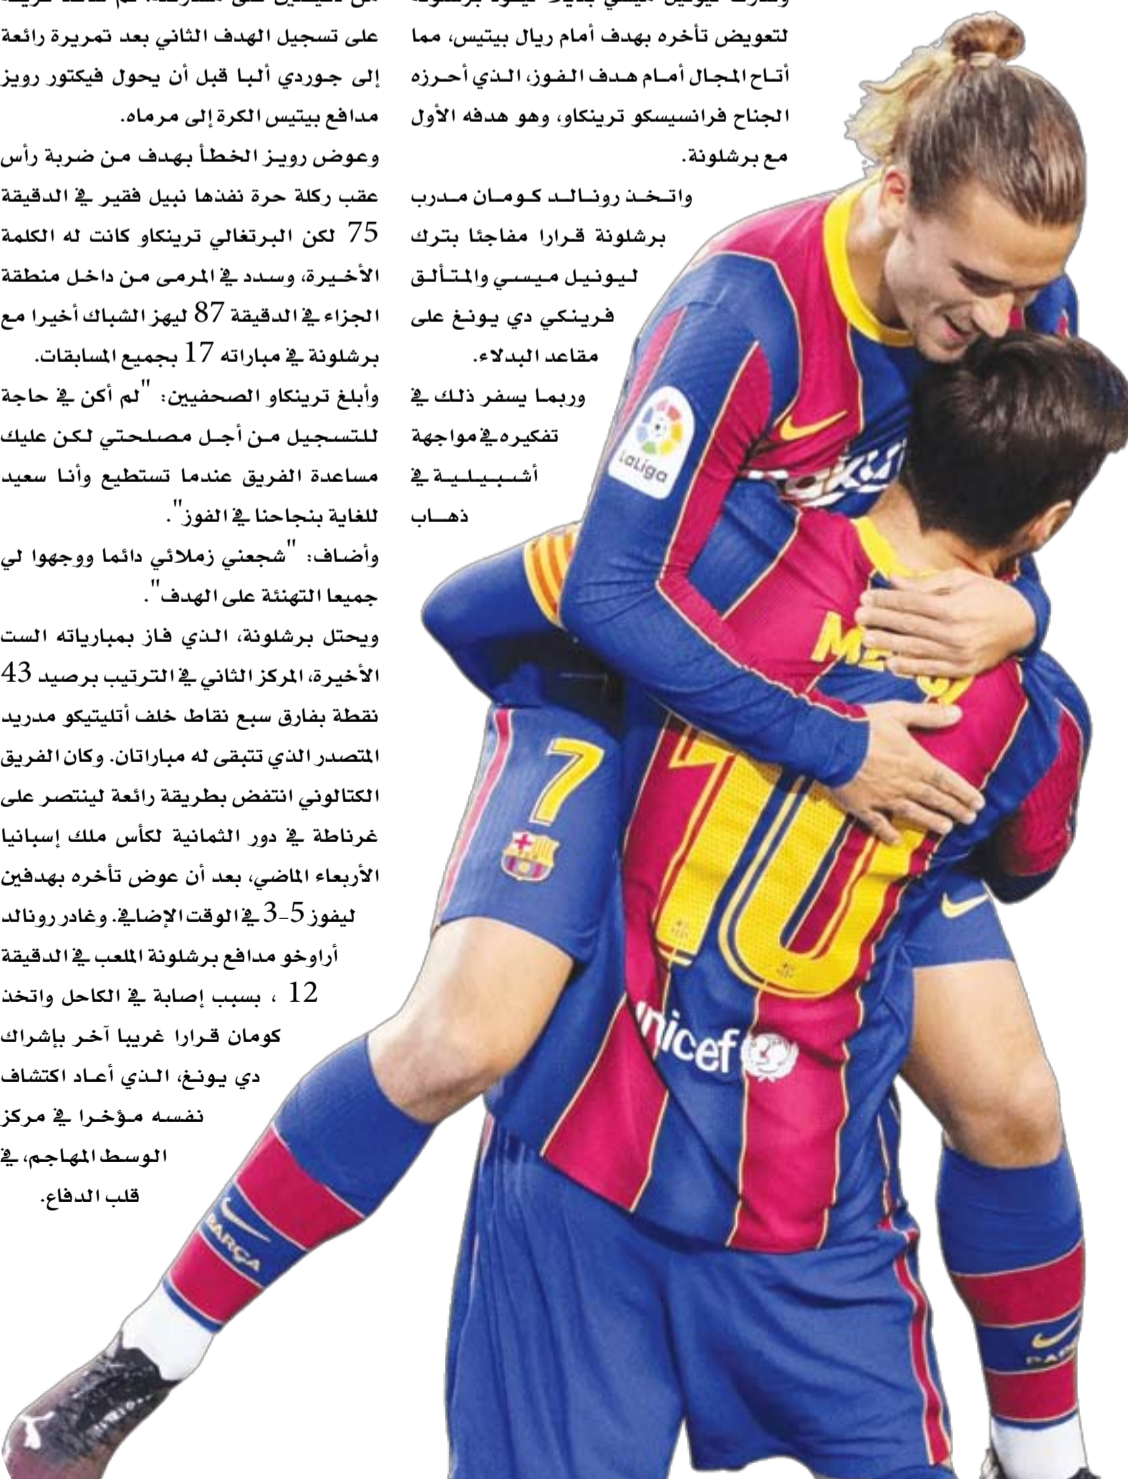 وشارك ليونيل ميسي بديلا ليقود برشلونة
لتعويض تأخره بهدف أمام ريال بيتيس، مما
أتاح المجال أمام هدف الفوز، الذي أحرزه
الجناح فرانسيسكو ترينكاو، وهو هدفه الأول
مع برشلونة.
واتخذ رونالد كومان مدرب
برشلونة قرارا مفاجئا بترك
ليونيل ميسي والمتألق
فرينكي دي يونغ على
مقاعد البدلاء.
وربما يسفر ذلك في
تفكيره في مواجهة
أشبيلية في
ذهاب
على تسجيل الهدف الثاني بعد تمريرة رائعة
إلى جوردي ألبا قبل أن يحول فيكتور رويز
مدافع بيتيس الكرة إلى مرماه.
وعوض رويز الخطأ بهدف من ضربة رأس
عقب ركلة حرة نفذها نبيل فقير في الدقيقة
75 لكن البرتغالي ترينكاو كانت له الكلمة
الأخيرة، وسدد في المرمى من داخل منطقة
الجزاء في الدقيقة 87 ليهز الشباك أخيرا مع
برشلونة في مباراته 17 بجميع المسابقات.
وأبلغ ترينكاو الصحفيين: "لم أكن في حاجة
للتسجيل من أجل مصلحتي لكن عليك
مساعدة الفريق عندما تستطيع وأنا سعيد
للغاية بنجاحنا في الفوز".
وأضاف: "شجعني زملائي دائما ووجهوا لي
جميعا التهنئة على الهدف".
ويحتل برشلونة، الذي فاز بمبارياته الست
الأخيرة، المركز الثاني في الترتيب برصيد 43
نقطة بفارق سبع نقاط خلف أتليتيكو مدريد
المتصدر الذي تتبقى له مباراتان. وكان الفريق
الكتالوني انتفض بطريقة رائعة لينتصر على
غرناطة في دور الثمانية لكأس ملك إسبانيا
الأربعاء الماضي، بعد أن عوض تأخره بهدفين
ليفوز 5-3 في الوقت الإضافي. وغادر رونالد
أراوخو مدافع برشلونة الملعب في الدقيقة
12 ، بسبب إصابة في الكاحل واتخذ
كومان قرارا غريبا آخر بإشراك
دي يونغ، الذي أعاد اكتشاف
نفسه مؤخرا في مركز
الوسط المهاجم، في
قلب الدفاع.
LaLiga
10
7
unicef
BARÇA